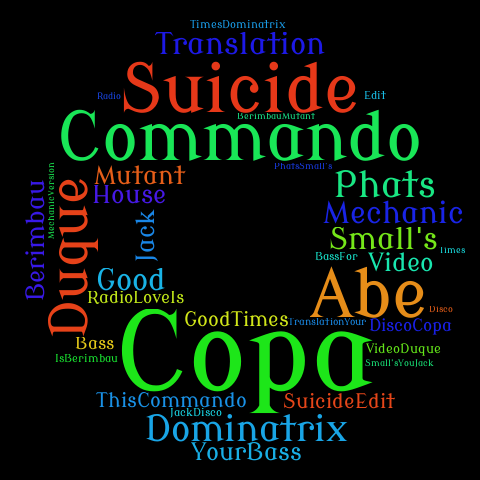 TimesDominatrix
Translation
Suicide
Radio
Edit
BerimbauMutant
Commando
PhatsSmall's
Mutant
Phats
House
Mechanic
MechanicVersion
Berimbau
Duque
Jack
Small's
Times
BassFor
Video
Good
Abe
RadioLovels
Disco
GoodTimes
TranslationYour
DiscoCopa
Copa
Bass
VideoDuque
IsBerimbau
Small'sYouJack
ThisCommando
SuicideEdit
JackDisco
Dominatrix
YourBass